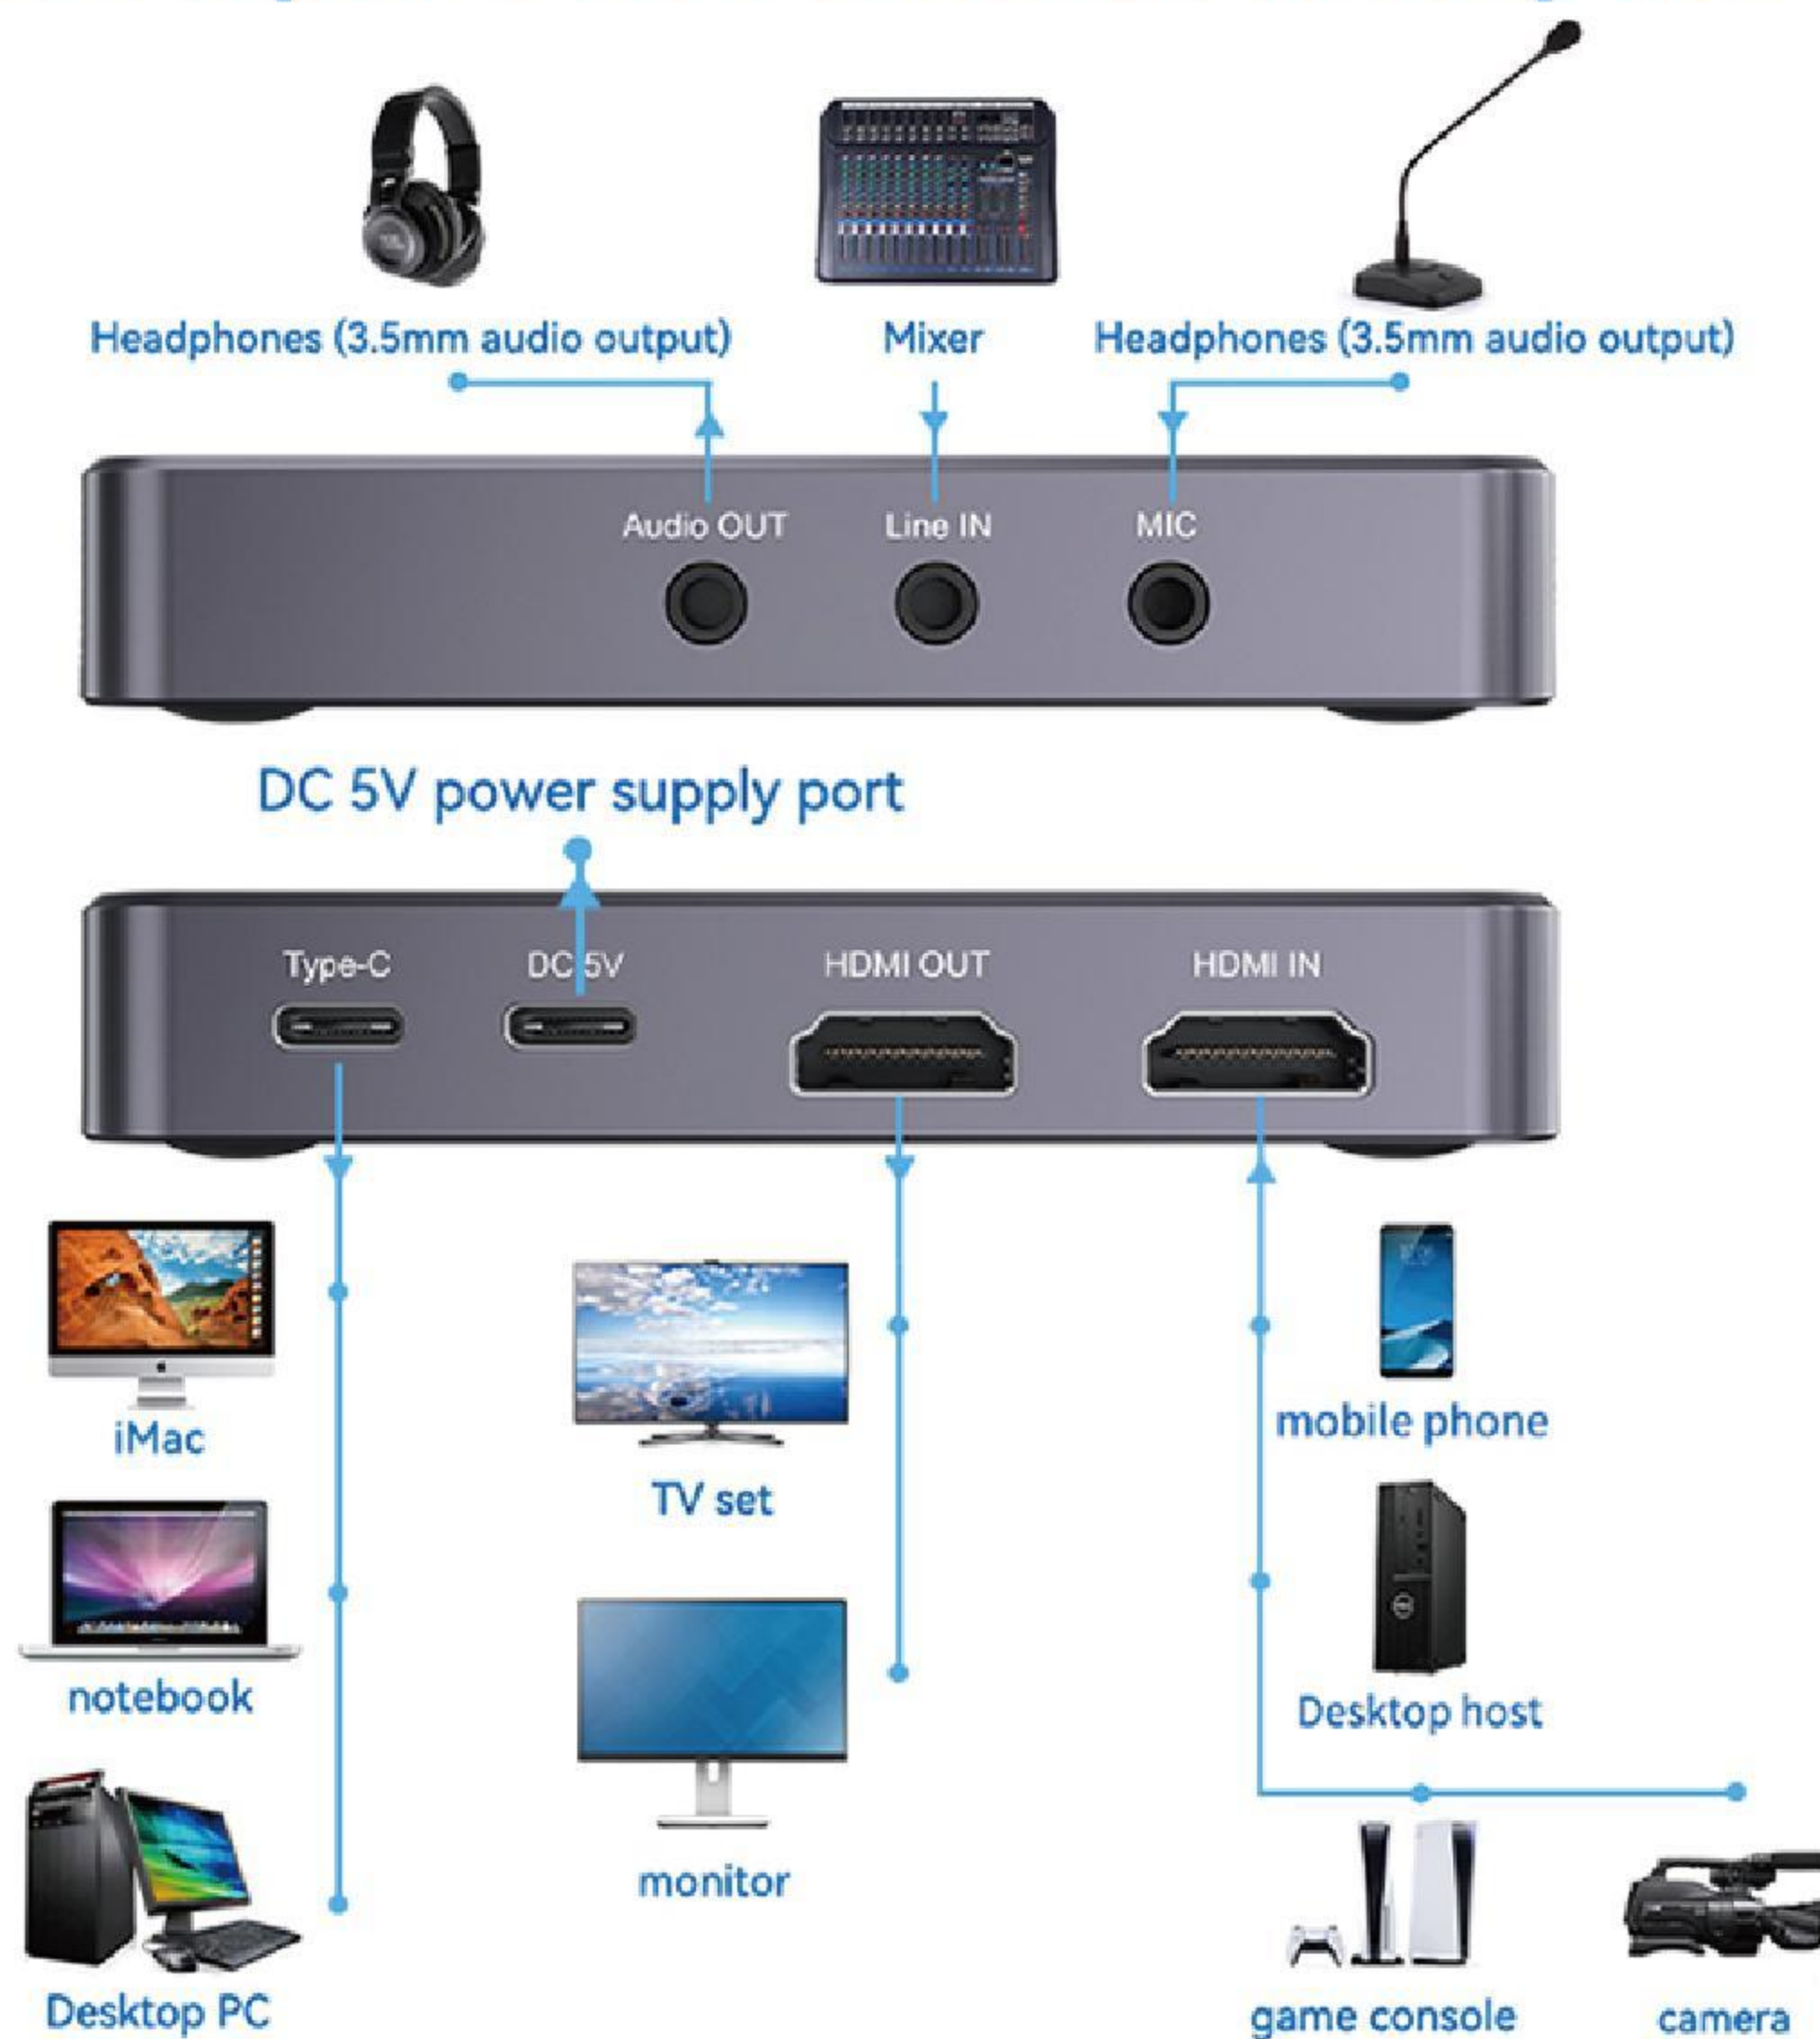 Headphones (3.5mm audio output)
Mixer
Headphones (3.5mm audio output)
Audio OUT
Line IN
MIC
DC 5V power supply port
Type-C
DC 5V
HDMI OUT
HDMI IN
iMac
TV set
mobile phone
notebook
Desktop host
monitor
Desktop PC
game console
camera